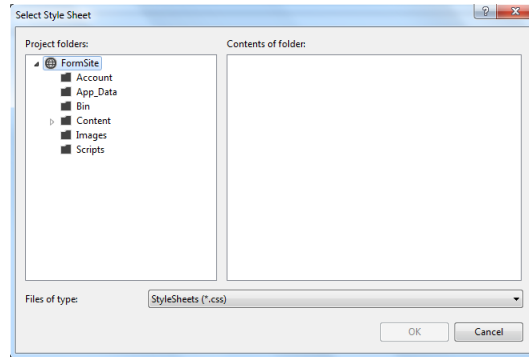 Select Style Sheet
Project folders:
Contents of folder:
FormSite
Account
App_Data
Bin
Content
Images
Scripts
Files of type:
StyleSheets (*.css)
OK
Cancel